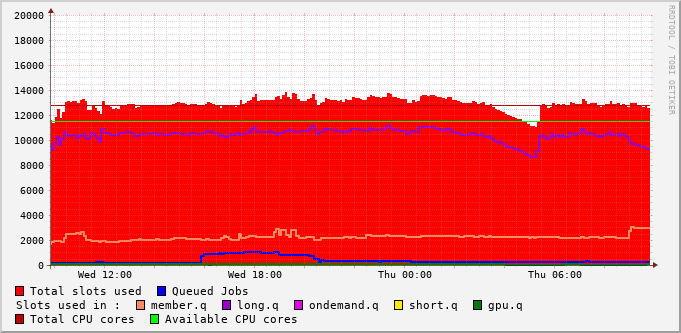 20000
18000
16000
14000
12000
10000
8000
6000
4000
2000
0
Wed 12:00 Wed 18:00 Thu 00:00 Thu 06:00
Total slots used Queued Jobs
Slots used in : member.q long.q ondemand.q short.q gpu.q
Total CPU cores Available CPU cores
RRDTOOL / TOBI OETIKER